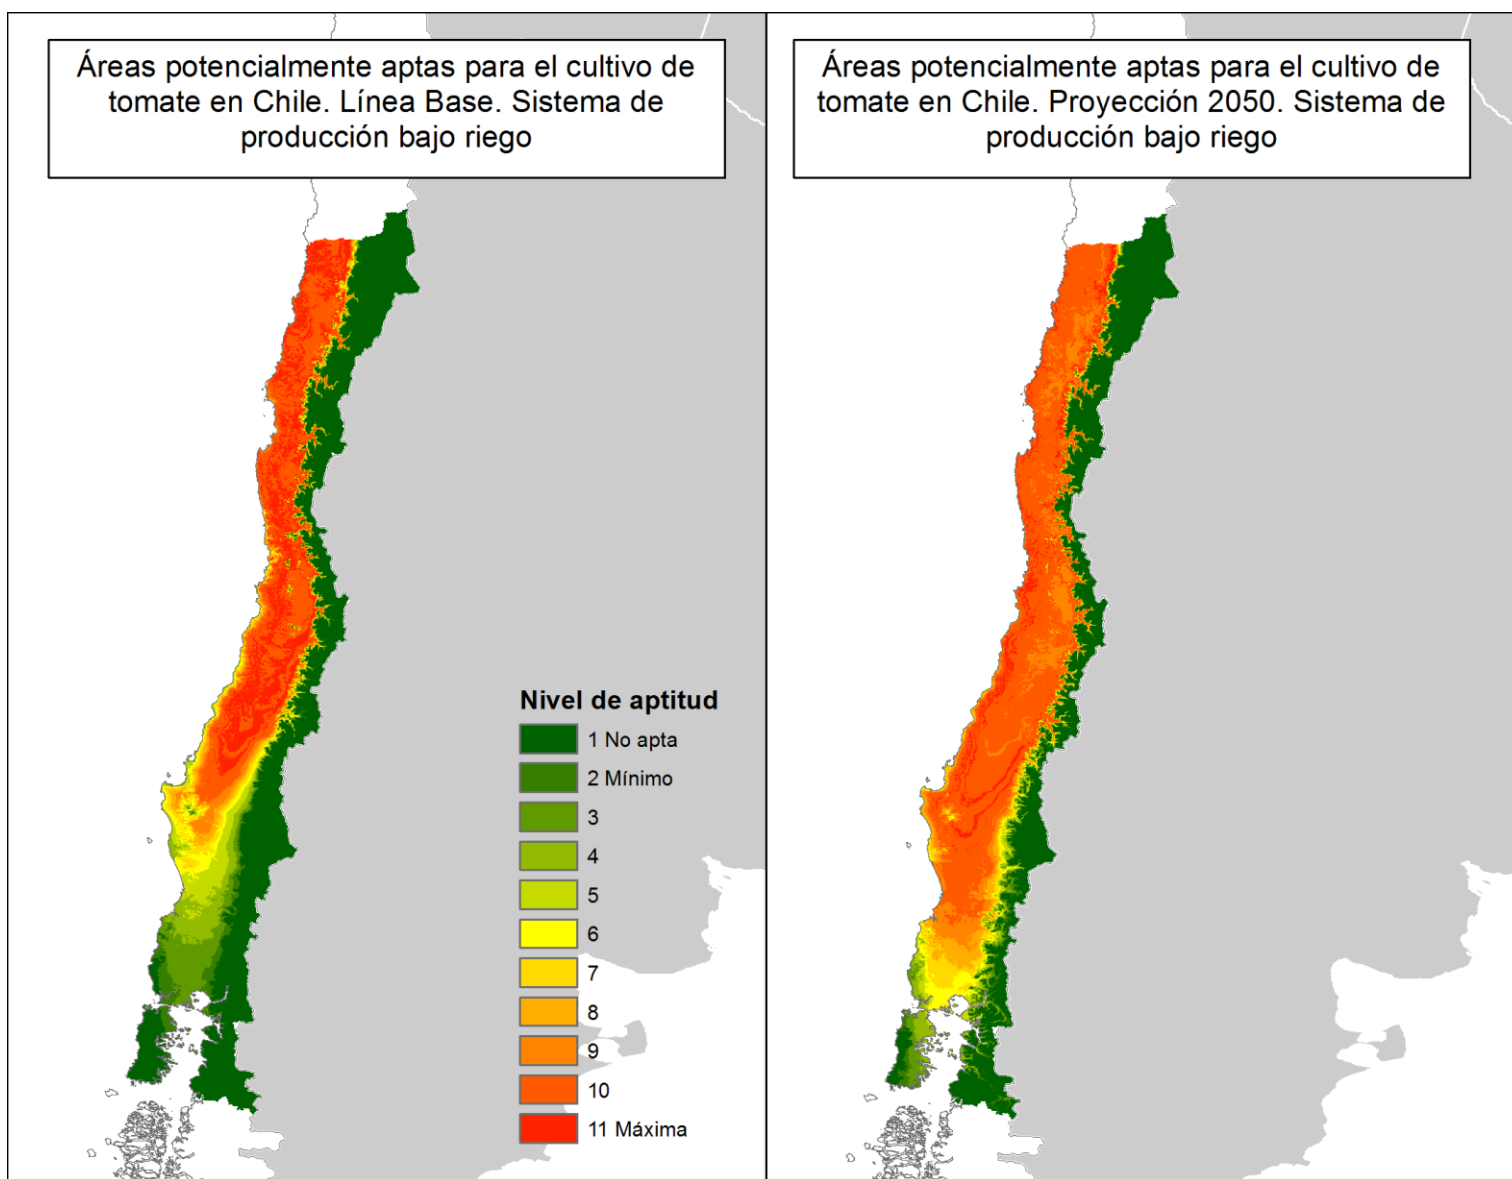 Áreas potencialmente aptas para el cultivo de
tomate en Chile. Línea Base. Sistema de
producción bajo riego
Áreas potencialmente aptas para el cultivo de
tomate en Chile. Proyección 2050. Sistema de
producción bajo riego
Nivel de aptitud
1 No apta
2 Mínimo
3
4
5
6
7
8
9
10
11 Máxima